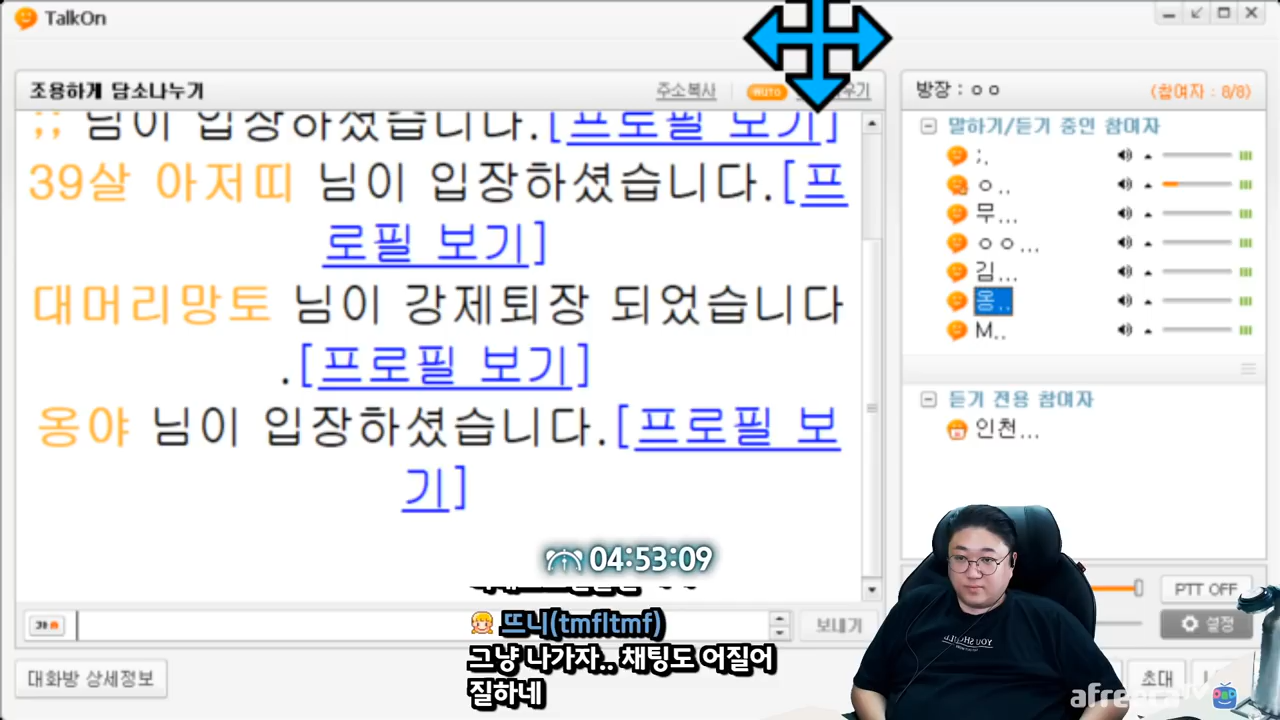 TalkOn
조용하게 담소나누기
주소복사
AUTO
우기
;; 님이 입장하셨습니다.[프로필 보기]
39살 아저띠 님이 입장하셨습니다.[프
로필 보기]
대머리망토 님이 강제퇴장 되었습니다
.[프로필 보기]
옹야 님이 입장하셨습니다.[프로필 보
기]
방장 : ㅇㅇ
(참여자 : 8/8)
말하기/듣기 중인 참여자
;.
ㅇ..
무...
ㅇㅇ...
김...
옹..
M..
듣기 전용 참여자
인천...
04:53:09
뜨니(tmfltmf)
그냥 나가자.. 채팅도 어질어
질하네
보내기
PTT OFF
설정
대화방 상세정보
초대
YOU SHOULD
afreecaTV